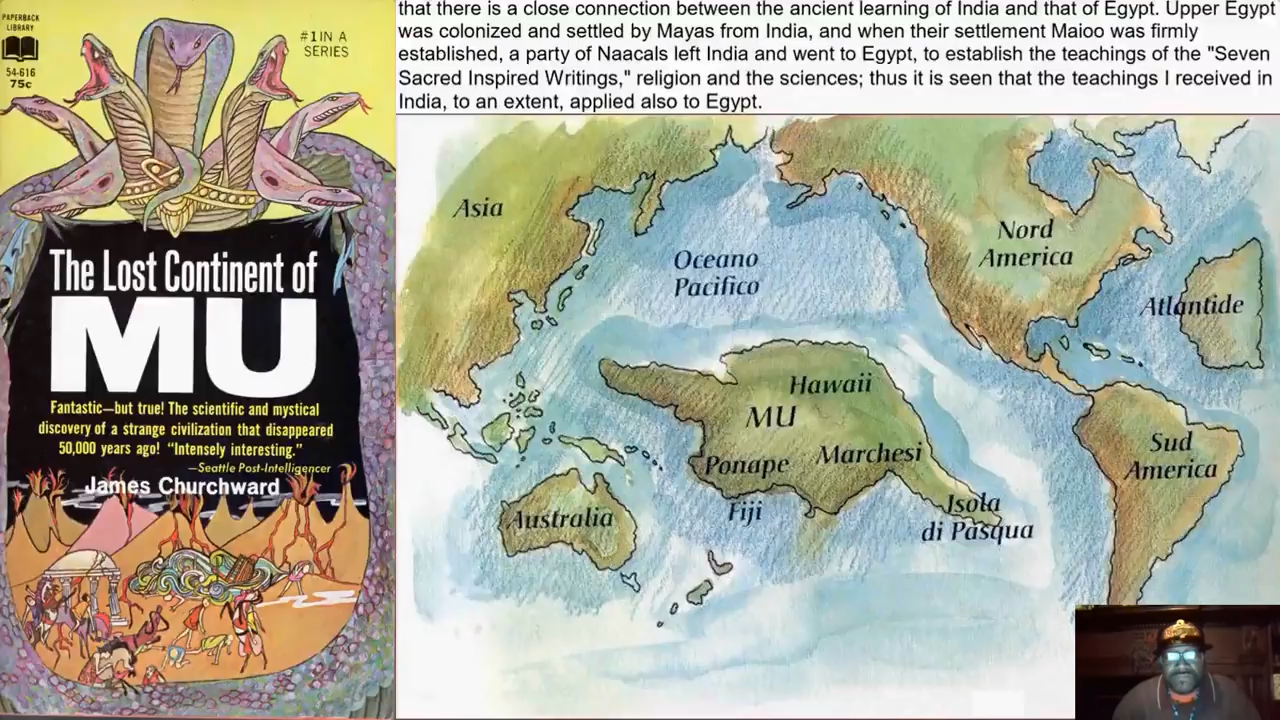 PAPERBACK
LIBRARY
54-616
75c
#1 IN A
SERIES
The Lost Continent of
MU
Fantastic—but true! The scientific and mystical
discovery of a strange civilization that disappeared
50,000 years ago! “Intensely interesting.”
—Seattle Post-Intelligencer
James Churchward
that there is a close connection between the ancient learning of India and that of Egypt. Upper Egypt
was colonized and settled by Mayas from India, and when their settlement Maioo was firmly
established, a party of Naacals left India and went to Egypt, to establish the teachings of the "Seven
Sacred Inspired Writings," religion and the sciences; thus it is seen that the teachings I received in
India, to an extent, applied also to Egypt.
Asia
Oceano
Pacifico
Nord
America
Atlantide
Hawaii
MU
Ponape
Marchesi
Sud
America
Australia
Fiji
Isola
di Pasqua